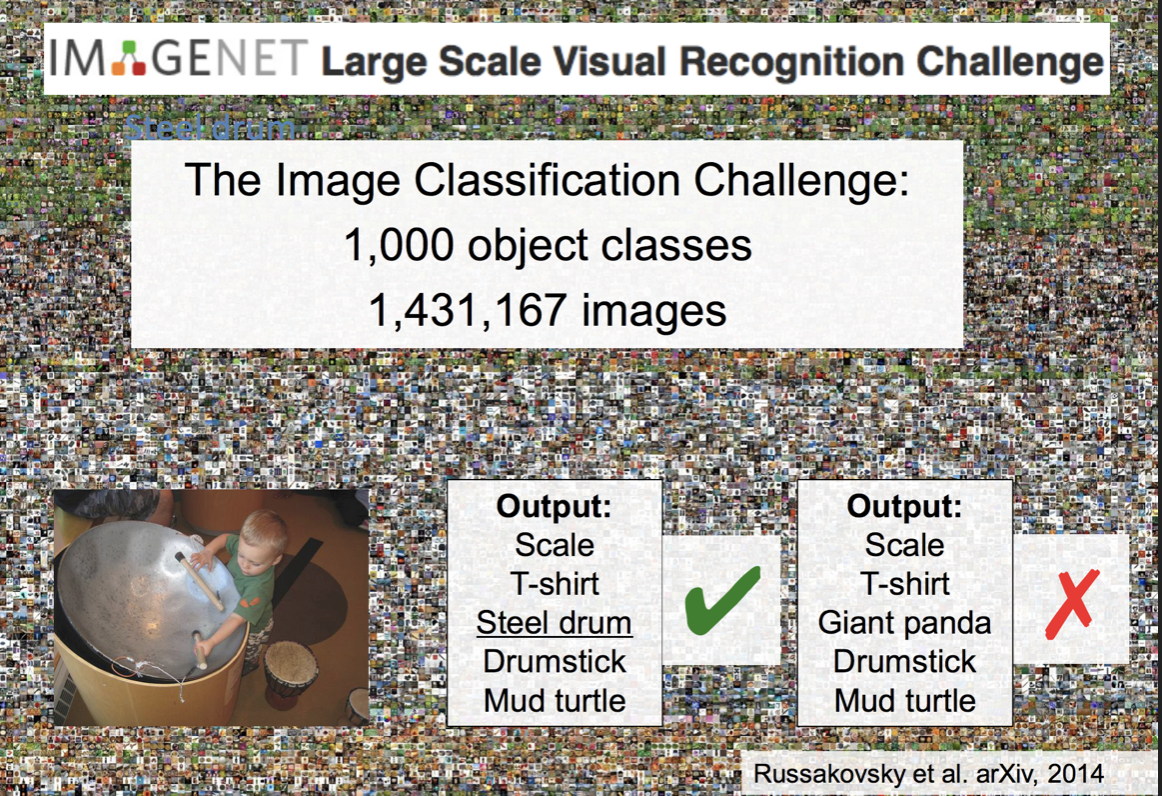 IMAGENET Large Scale Visual Recognition Challenge
Steel drum
The Image Classification Challenge:
1,000 object classes
1,431,167 images
Output:
Scale
T-shirt
Steel drum
Drumstick
Mud turtle
Output:
Scale
T-shirt
Giant panda
Drumstick
Mud turtle
Russakovsky et al. arXiv, 2014